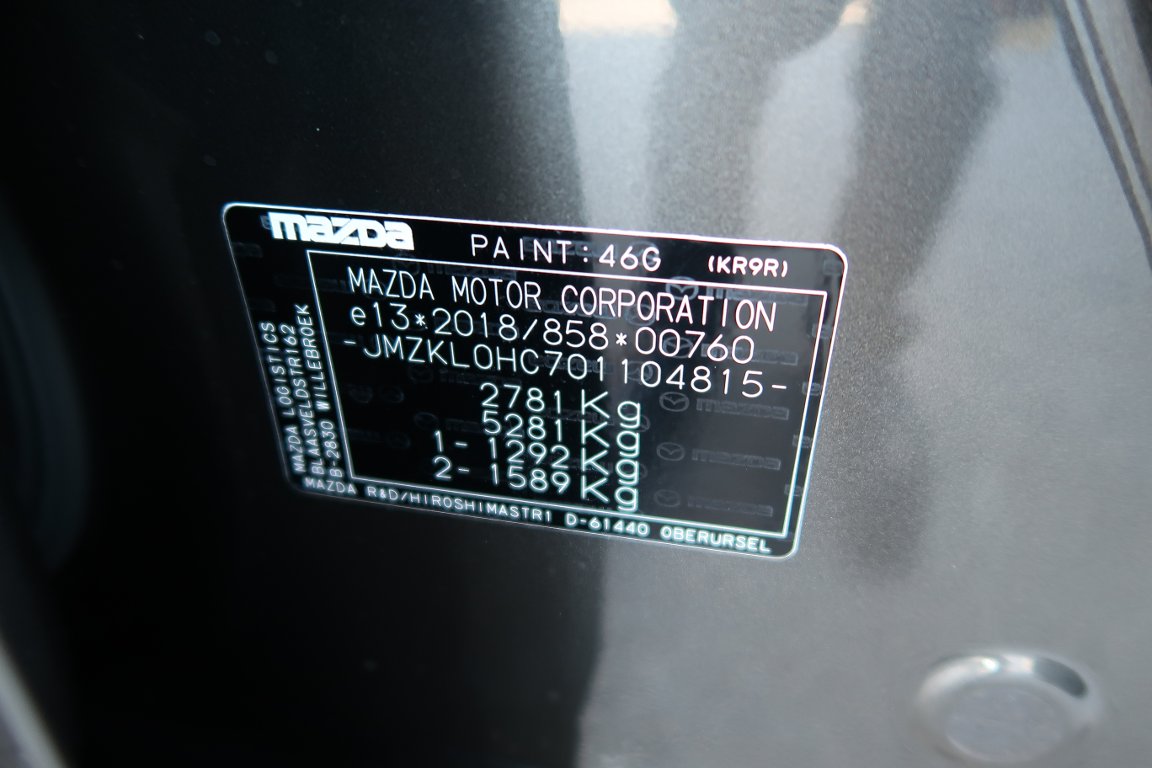 mazda PAINT:46G (KR9R)
MAZDA MOTOR CORPORATION
e13*2018/858*00760
-JMZKL0HC701104815-
2781Kg
5281Kg
1- 1292Kg
2- 1589Kg
MAZDA LOGISTICS
BLAASVELDSTR162
B-2830 WILLEBROEK
MAZDA R&D/HIROSHIMASTR1 D-61440 OBERURSEL